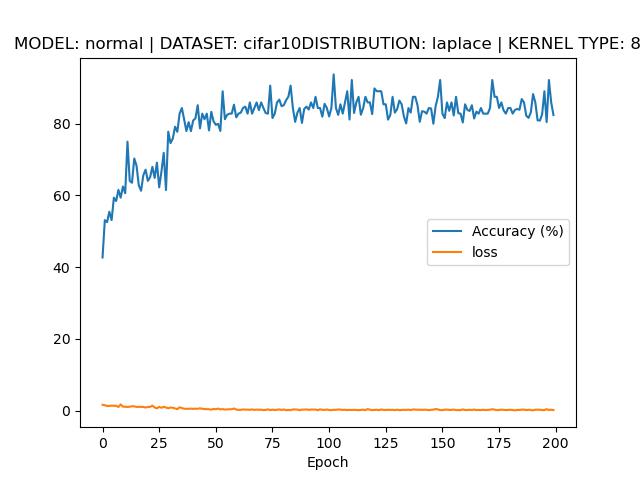 MODEL: normal | DATASET: cifar10DISTRIBUTION: laplace | KERNEL TYPE: 8
80
60
40
20
0
Accuracy (%)
loss
0 25 50 75 100 125 150 175 200
Epoch